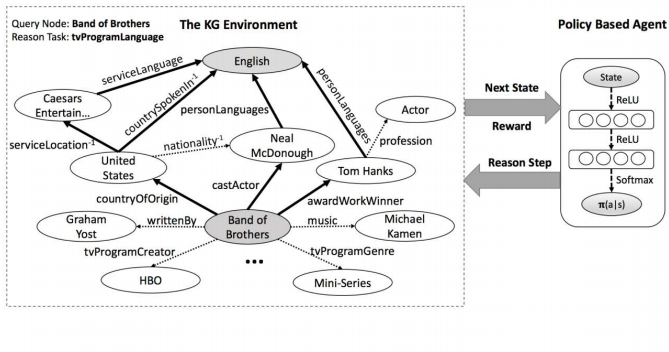 Query Node: Band of Brothers
Reason Task: tvProgramLanguage
The KG Environment
Policy Based Agent
English
serviceLanguage
countrySpokenIn-1
personLanguages
personLanguages
Caesars
Entertain...
Actor
serviceLocation-1
nationality-1
Neal
McDonough
profession
United
States
Tom Hanks
castActor
countryOfOrigin
awardWorkWinner
Graham
Yost
writtenBy
Band of
Brothers
music
Michael
Kamen
tvProgramCreator
tvProgramGenre
HBO
...
Mini-Series
Next State
Reward
Reason Step
State
ReLU
ReLU
Softmax
π(a|s)